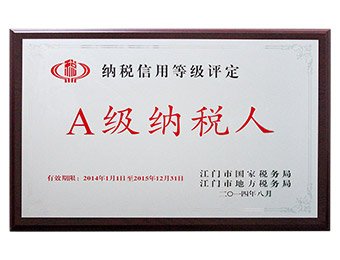 纳税信用等级评定
A级纳税人
有效期限：2014年1月1日至2015年12月31日
江门市国家税务局
江门市地方税务局
二〇一四年八月